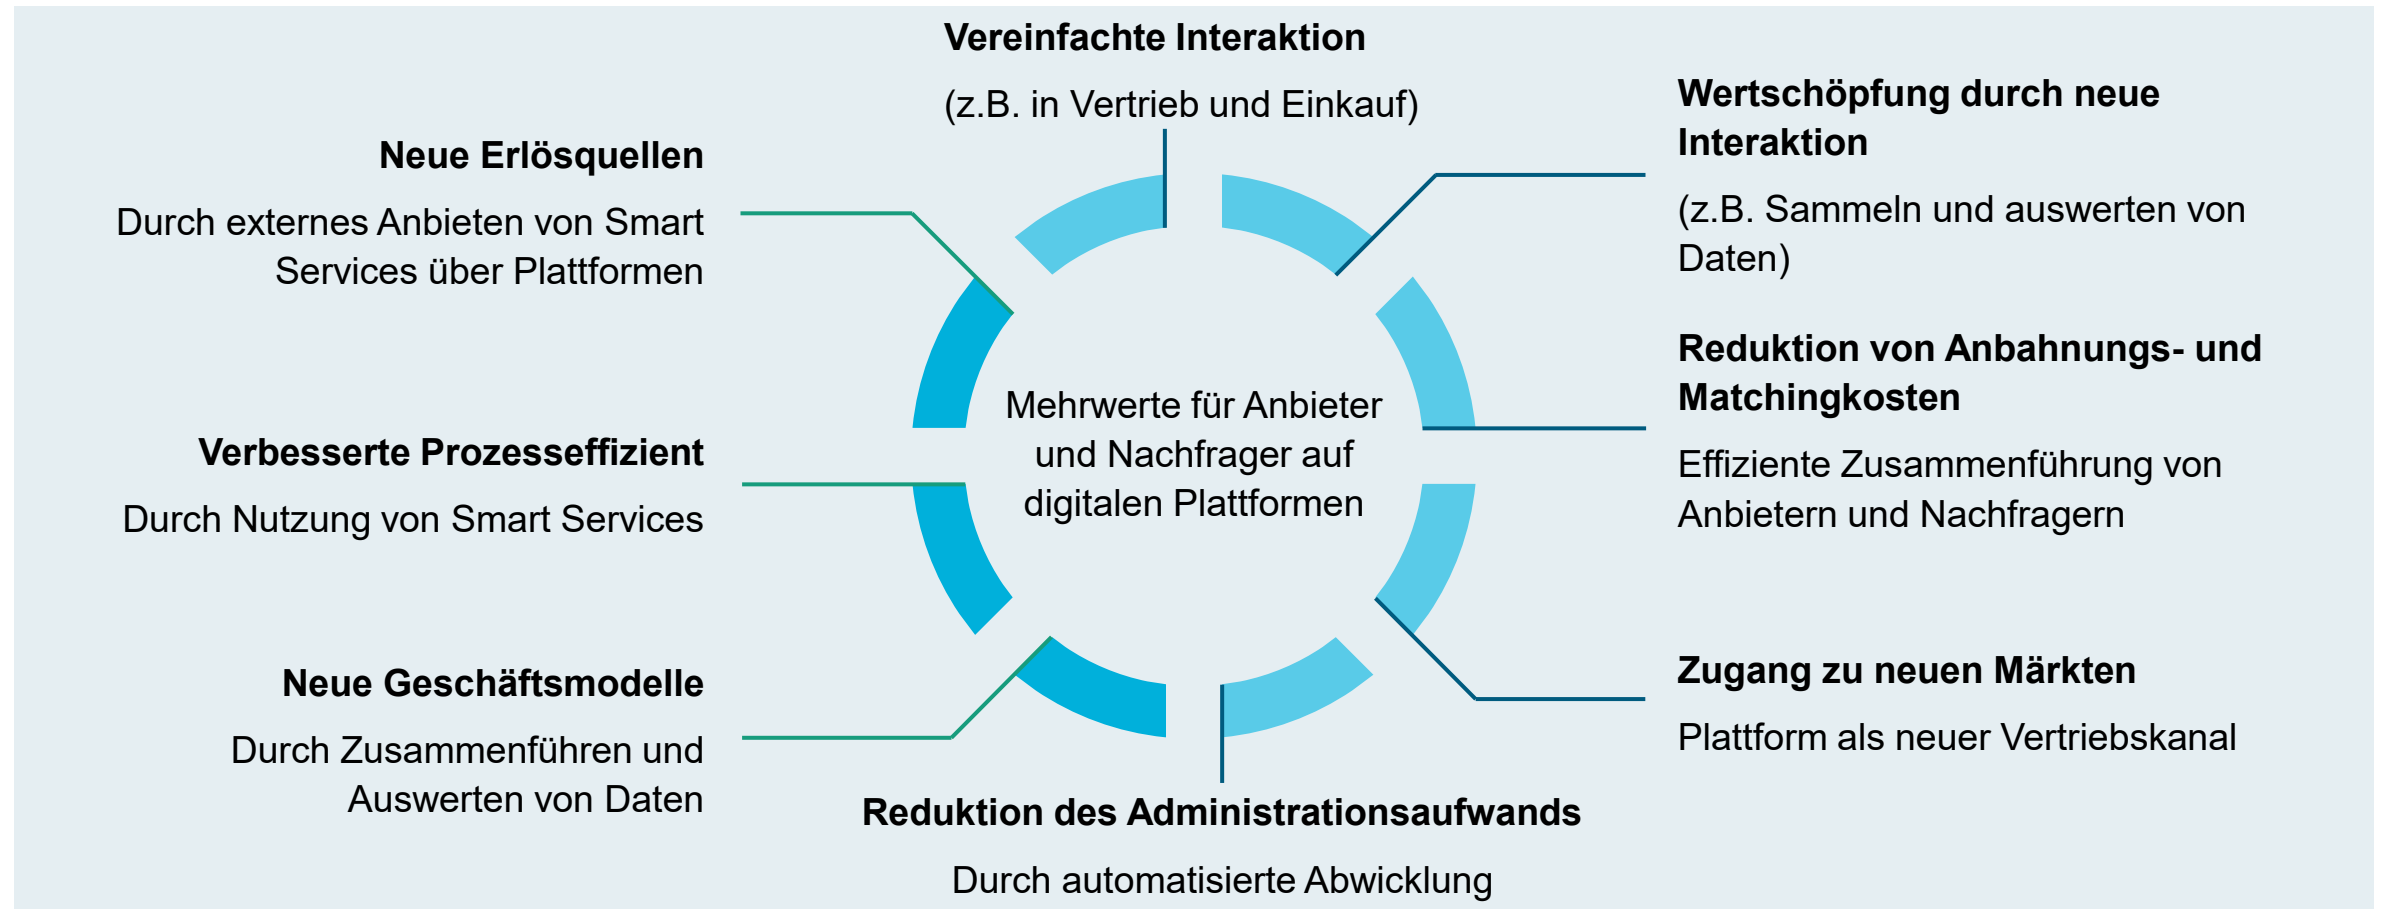 Vereinfachte Interaktion
(z.B. in Vertrieb und Einkauf)
Wertschöpfung durch neue
Interaktion
(z.B. Sammeln und auswerten von
Daten)
Reduktion von Anbahnungs- und
Matchingkosten
Effiziente Zusammenführung von
Anbietern und Nachfragern
Zugang zu neuen Märkten
Plattform als neuer Vertriebskanal
Reduktion des Administrationsaufwands
Durch automatisierte Abwicklung
Neue Geschäftsmodelle
Durch Zusammenführen und
Auswerten von Daten
Verbesserte Prozesseffizient
Durch Nutzung von Smart Services
Neue Erlösquellen
Durch externes Anbieten von Smart
Services über Plattformen
Mehrwerte für Anbieter
und Nachfrager auf
digitalen Plattformen